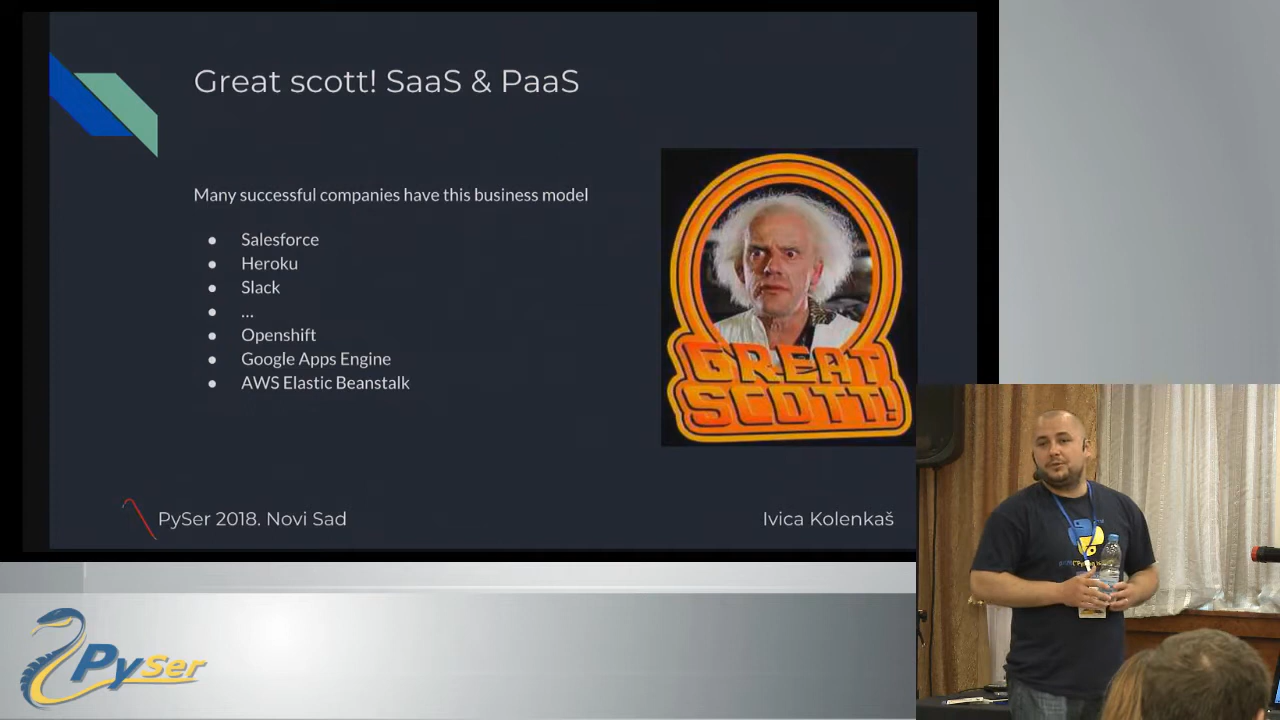 Great scott! SaaS & PaaS
Many successful companies have this business model
● Salesforce
● Heroku
● Slack
● ...
● Openshift
● Google Apps Engine
● AWS Elastic Beanstalk
GREAT
SCOTT!
PySer 2018. Novi Sad
Ivica Kolenkaš
PySer